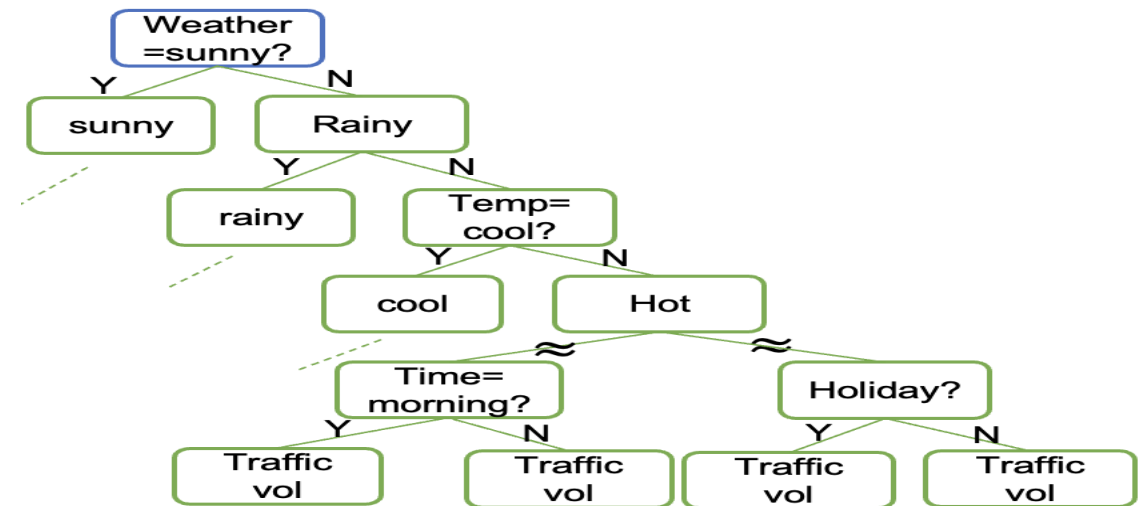 Weather
=sunny?
Y
N
sunny
Rainy
Y
N
rainy
Temp=
cool?
Y
N
cool
Hot
≈
≈
Time=
morning?
Holiday?
Y
N
Y
N
Traffic
vol
Traffic
vol
Traffic
vol
Traffic
vol